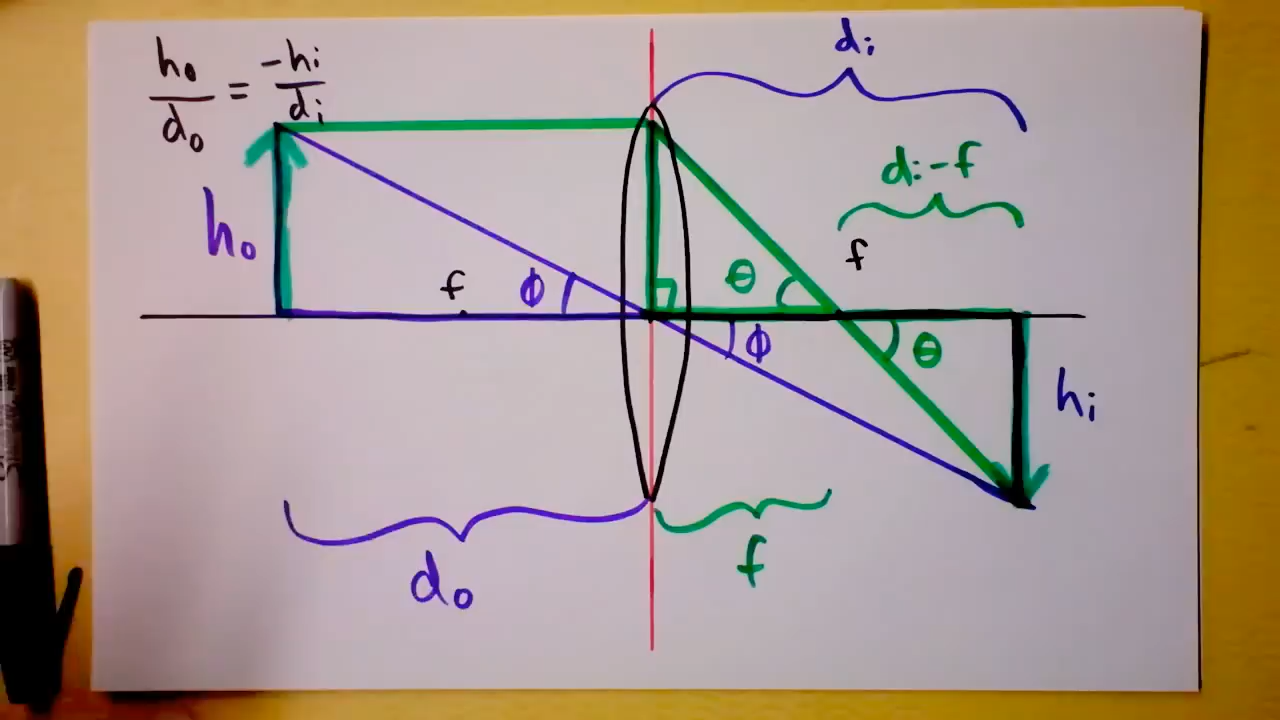 ho/do = -hi/di
di
di-f
ho
f
ϕ
θ
f
ϕ
θ
hi
do
f